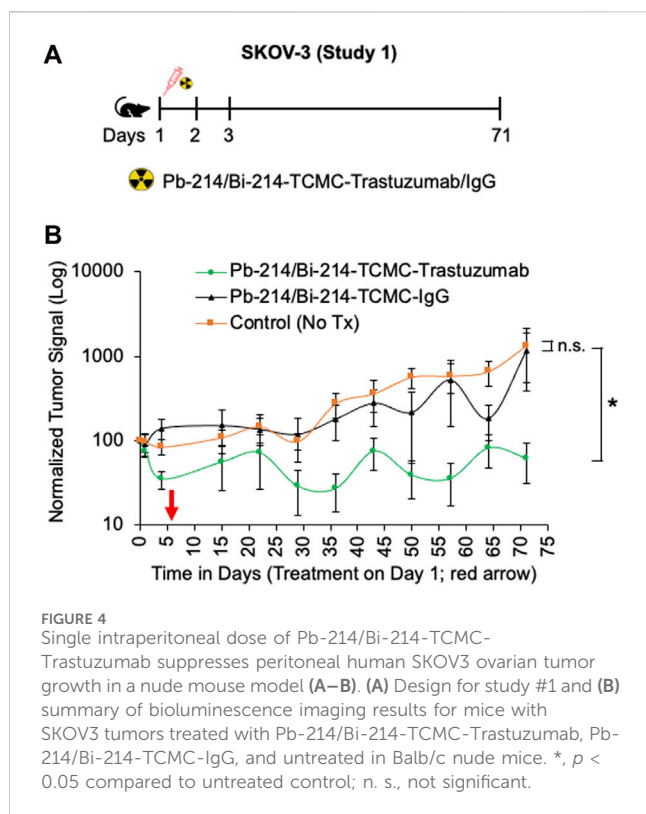 A
SKOV-3 (Study 1)
Days 1 2 3 71
Pb-214/Bi-214-TCMC-Trastuzumab/IgG
B
Normalized Tumor Signal (Log)
10000
1000
100
10
Pb-214/Bi-214-TCMC-Trastuzumab
Pb-214/Bi-214-TCMC-IgG
Control (No Tx)
n.s.
*
0 5 10 15 20 25 30 35 40 45 50 55 60 65 70 75
Time in Days (Treatment on Day 1; red arrow)
FIGURE 4
Single intraperitoneal dose of Pb-214/Bi-214-TCMC-
Trastuzumab suppresses peritoneal human SKOV3 ovarian tumor
growth in a nude mouse model (A–B). (A) Design for study #1 and (B)
summary of bioluminescence imaging results for mice with
SKOV3 tumors treated with Pb-214/Bi-214-TCMC-Trastuzumab, Pb-
214/Bi-214-TCMC-IgG, and untreated in Balb/c nude mice. *, p <
0.05 compared to untreated control; n. s., not significant.